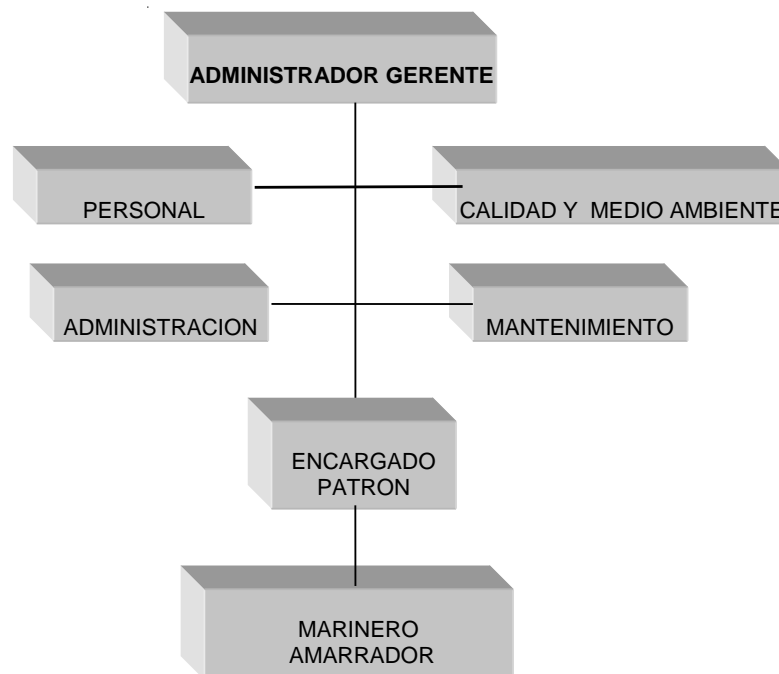 ADMINISTRADOR GERENTE
PERSONAL
CALIDAD Y MEDIO AMBIENTE
ADMINISTRACION
MANTENIMIENTO
ENCARGADO
PATRON
MARINERO
AMARRADOR